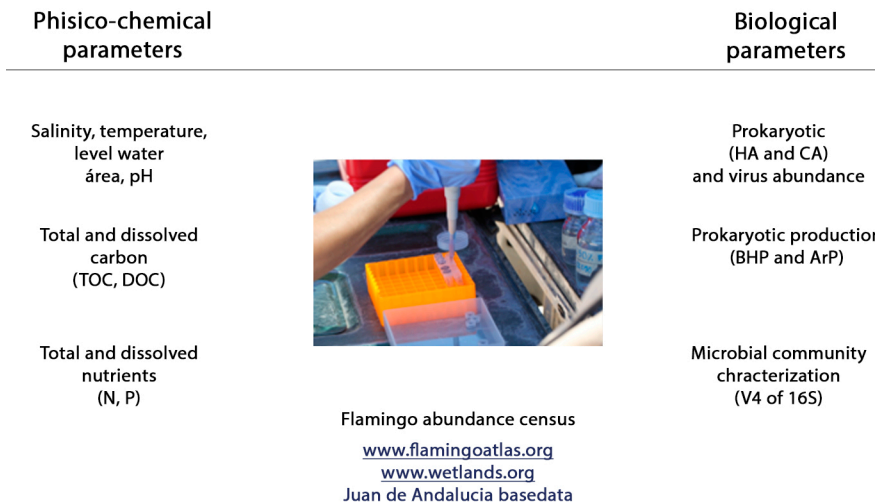 Phisico-chemical
parameters
Biological
parameters
Salinity, temperature,
level water
área, pH
Total and dissolved
carbon
(TOC, DOC)
Total and dissolved
nutrients
(N, P)
Prokaryotic
(HA and CA)
and virus abundance
Prokaryotic production
(BHP and ArP)
Microbial community
chracterization
(V4 of 16S)
Flamingo abundance census
www.flamingoatlas.org
www.wetlands.org
Juan de Andalucia basedata